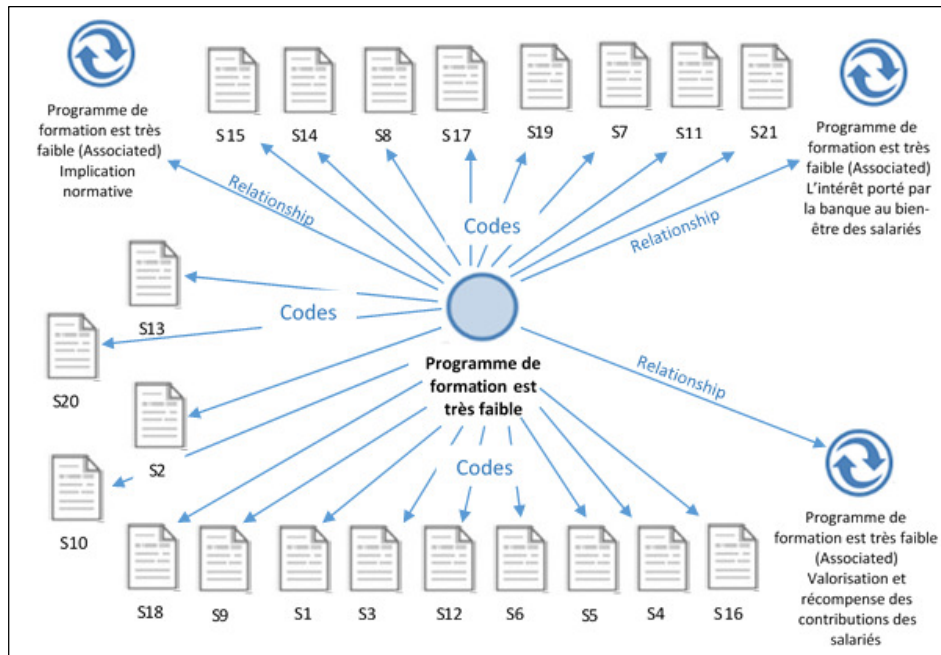 Programme de
formation est très
faible (Associated)
Implication
normative
S15
S14
S8
S17
S19
S7
S11
S21
Programme de
formation est très
faible (Associated)
L'intérêt porté par
la banque au bien-
être des salariés
Relationship
Codes
Relationship
S13
Codes
S20
Programme de
formation est
très faible
Relationship
S2
Codes
S10
S18
S9
S1
S3
S12
S6
S5
S4
S16
Programme de
formation est très faible
(Associated)
Valorisation et
récompense des
contributions des
salariés